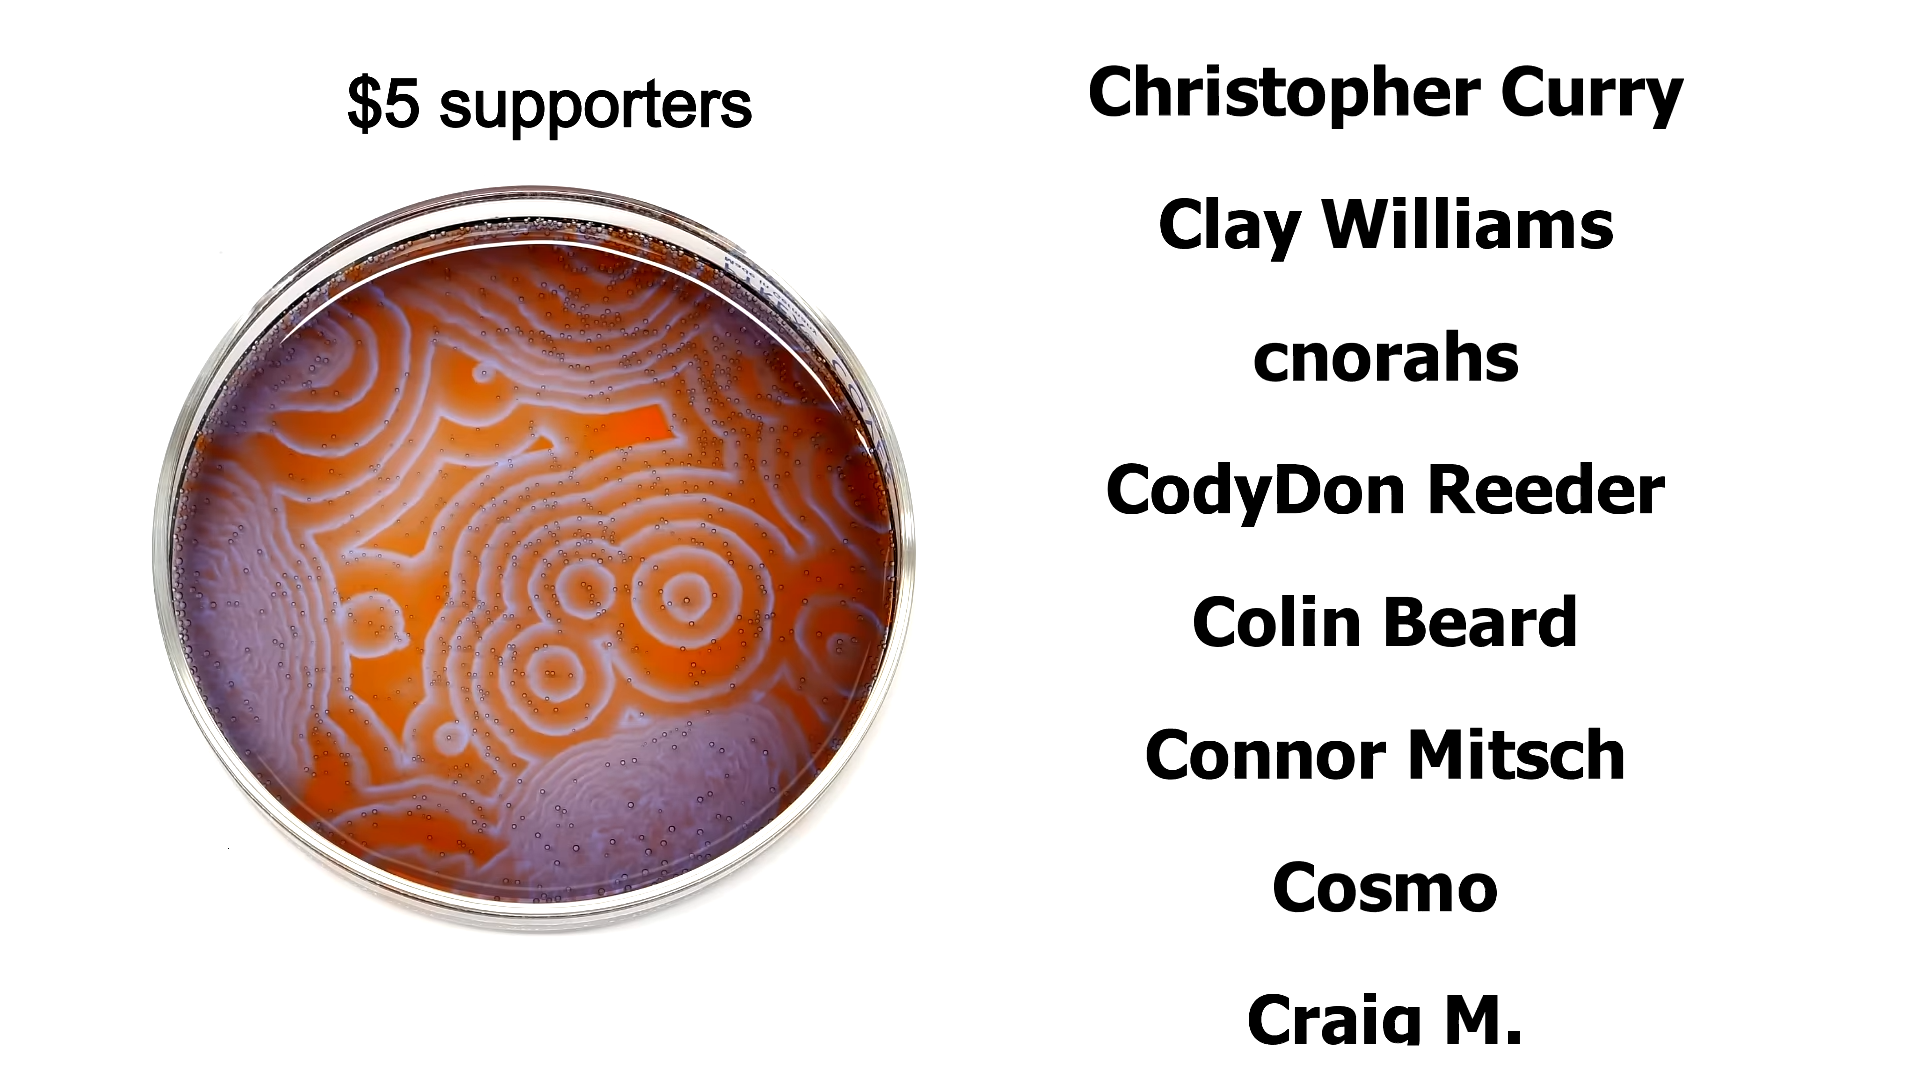 $5 supporters
Christopher Curry
Clay Williams
cnorahs
CodyDon Reeder
Colin Beard
Connor Mitsch
Cosmo
Craig M.